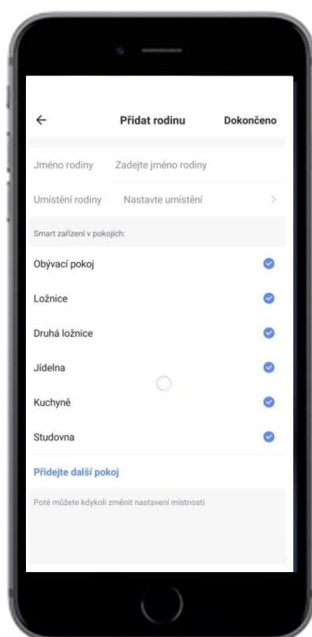 Přidat rodinu Dokončeno
Jméno rodiny Zadejte jméno rodiny
Umístění rodiny Nastavte umístění
Smart zařízení v pokojích:
Obývací pokoj
Ložnice
Druhá ložnice
Jídelna
Kuchyně
Studovna
Přidejte další pokoj
Poté můžete kdykoli změnit nastavení místnosti